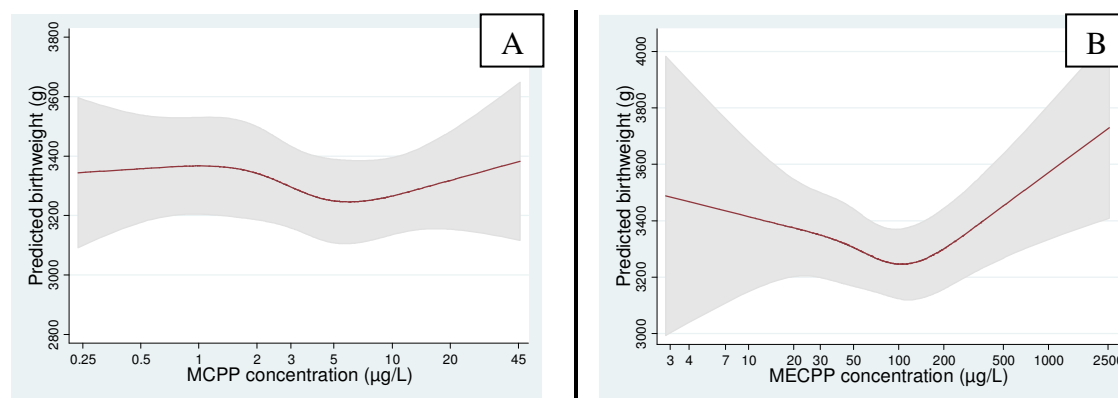 A
Predicted birthweight (g)
3800
3600
3400
3200
3000
2800
0.25 0.5 1 2 3 5 10 20 45
MCPP concentration (µg/L)
B
Predicted birthweight (g)
4000
3800
3600
3400
3200
3000
3 4 7 10 20 30 50 100 200 500 1000 2500
MECPP concentration (µg/L)